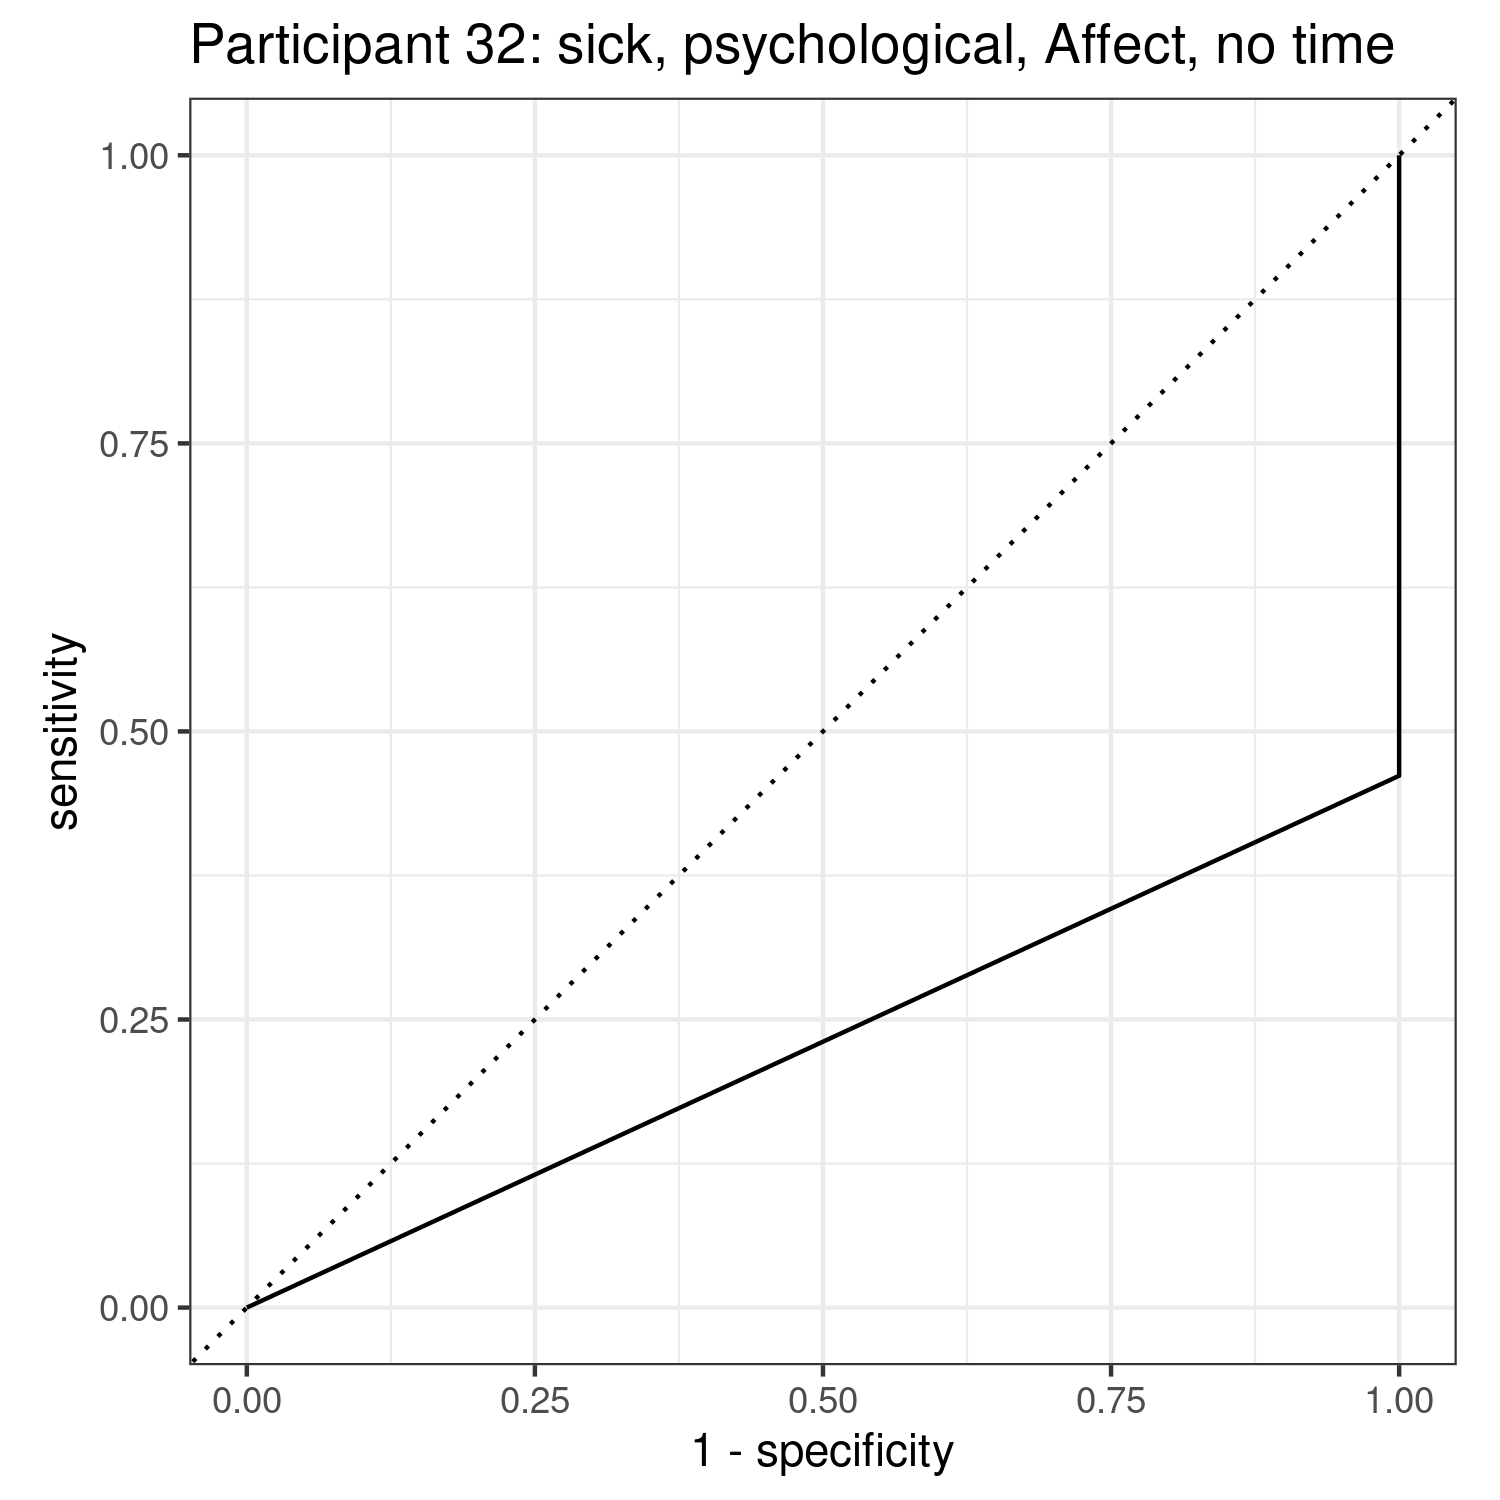 Participant 32: sick, psychological, Affect, no time
1.00
0.75
0.50
0.25
0.00
sensitivity
0.00 0.25 0.50 0.75 1.00
1 - specificity